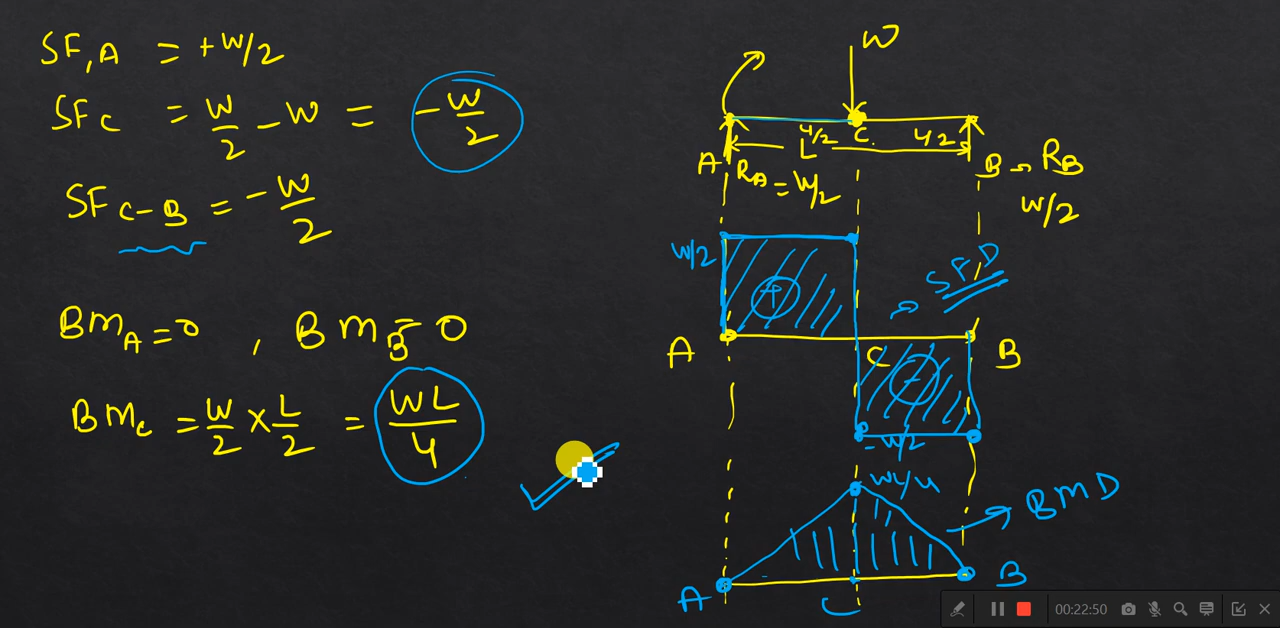 SF,A = +W/2
SFC = W/2 - W = -W/2
SF C-B = -W/2
BMA = 0 , BMB = 0
BMC = W/2 × L/2 = WL/4
W
L/2 C. L/2
A L B → RB
RA = W/2 W/2
W/2 + → SFD
A C B
-
-W/2
WL/4 → BMD
A C B
00:22:50